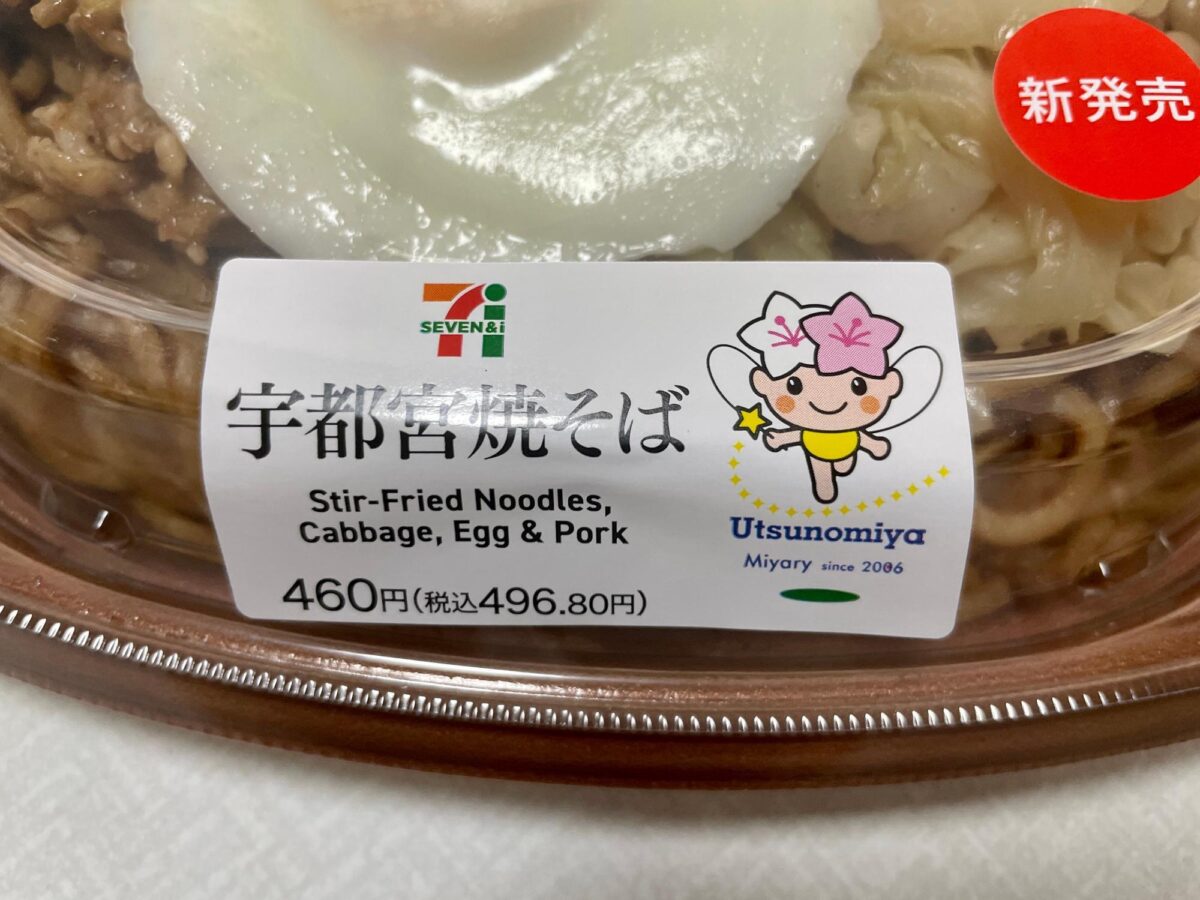 新発売
7i
SEVEN&i
宇都宮焼そば
Stir-Fried Noodles,
Cabbage, Egg & Pork
460円(税込496.80円)
Utsunomiya
Miyary since 2006